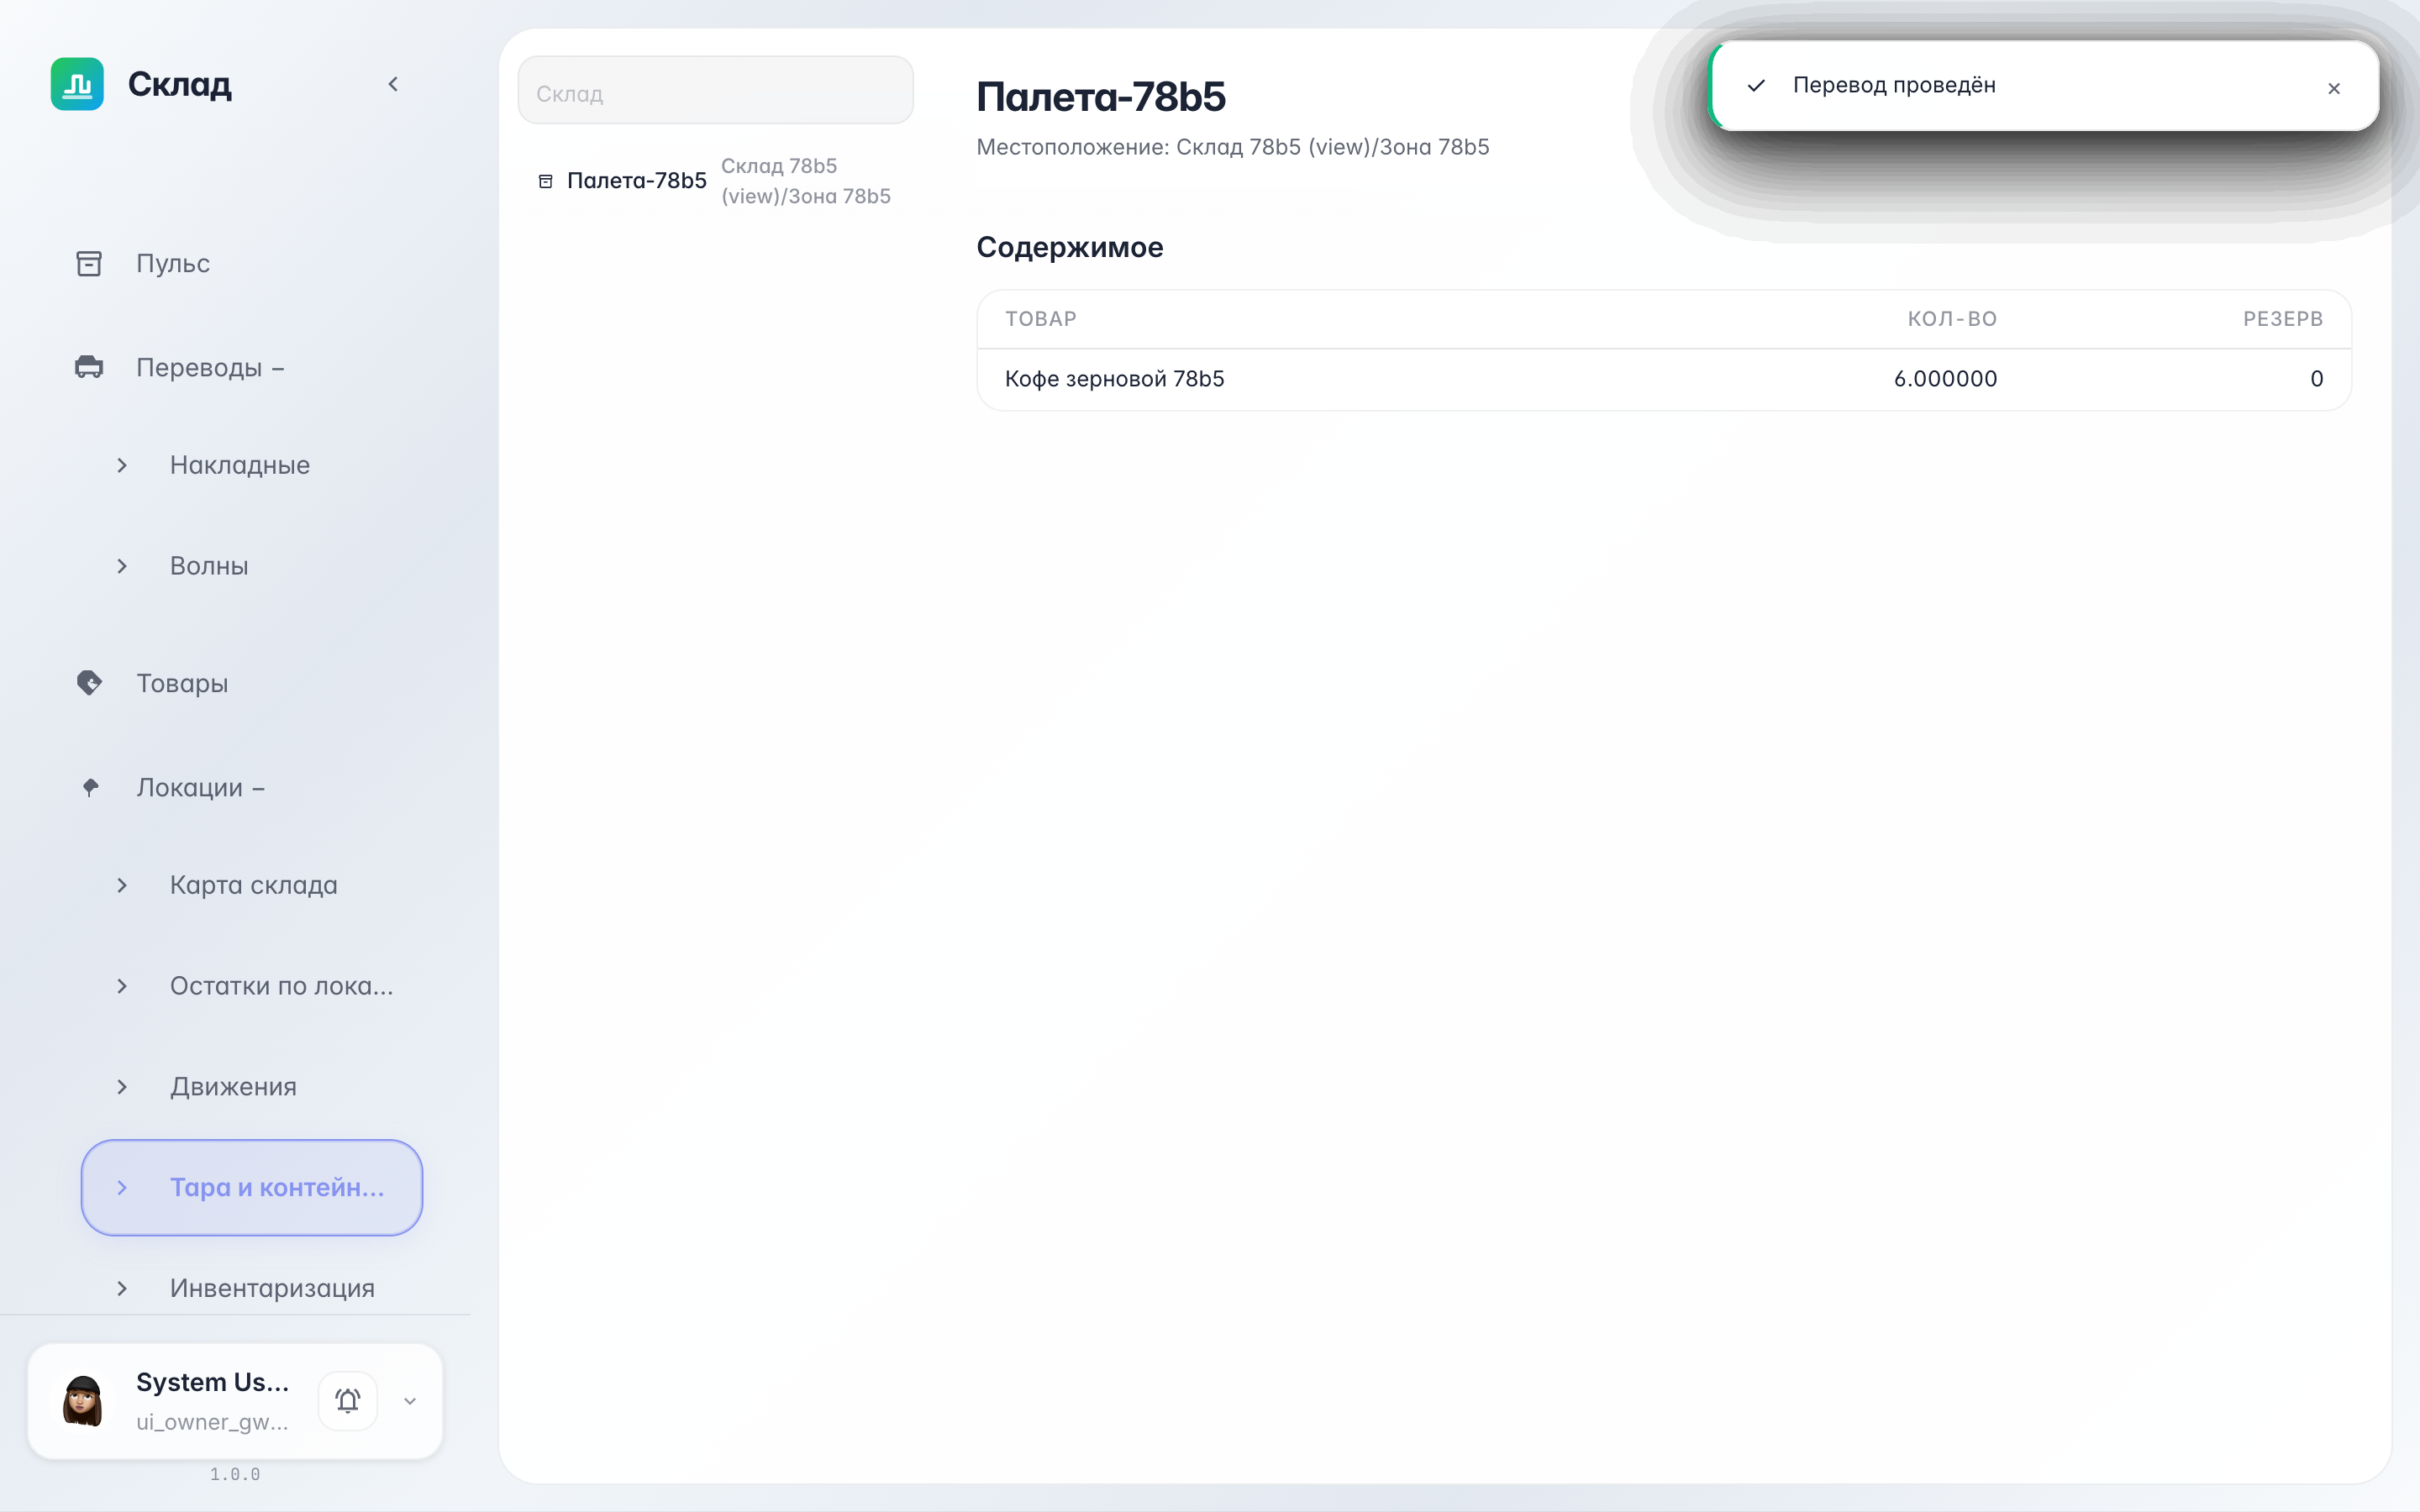 Склад
Пульс
Переводы –
Накладные
Волны
Товары
Локации –
Карта склада
Остатки по лока...
Движения
Тара и контейн...
Инвентаризация
System Us...
ui_owner_gw...
1.0.0
Склад
Палета-78b5
Склад 78b5
(view)/Зона 78b5
Палета-78b5
Местоположение: Склад 78b5 (view)/Зона 78b5
Перевод проведён
Содержимое
ТОВАР КОЛ-ВО РЕЗЕРВ
Кофе зерновой 78b5 6.000000 0